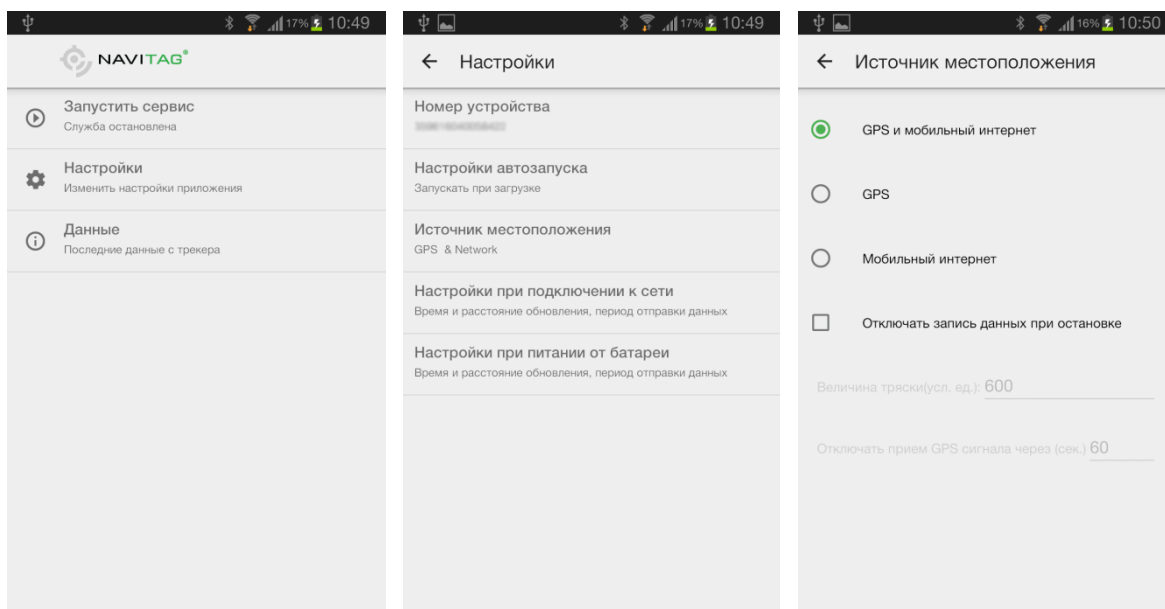 17% 10:49
NAVITAG®
Запустить сервис
Служба остановлена
Настройки
Изменить настройки приложения
Данные
Последние данные с трекера
17% 10:49
Настройки
Номер устройства
Настройки автозапуска
Запускать при загрузке
Источник местоположения
GPS & Network
Настройки при подключении к сети
Время и расстояние обновления, период отправки данных
Настройки при питании от батареи
Время и расстояние обновления, период отправки данных
16% 10:50
Источник местоположения
GPS и мобильный интернет
GPS
Мобильный интернет
Отключать запись данных при остановке
Величина тряски(усл. ед.): 600
Отключать прием GPS сигнала через (сек.) 60